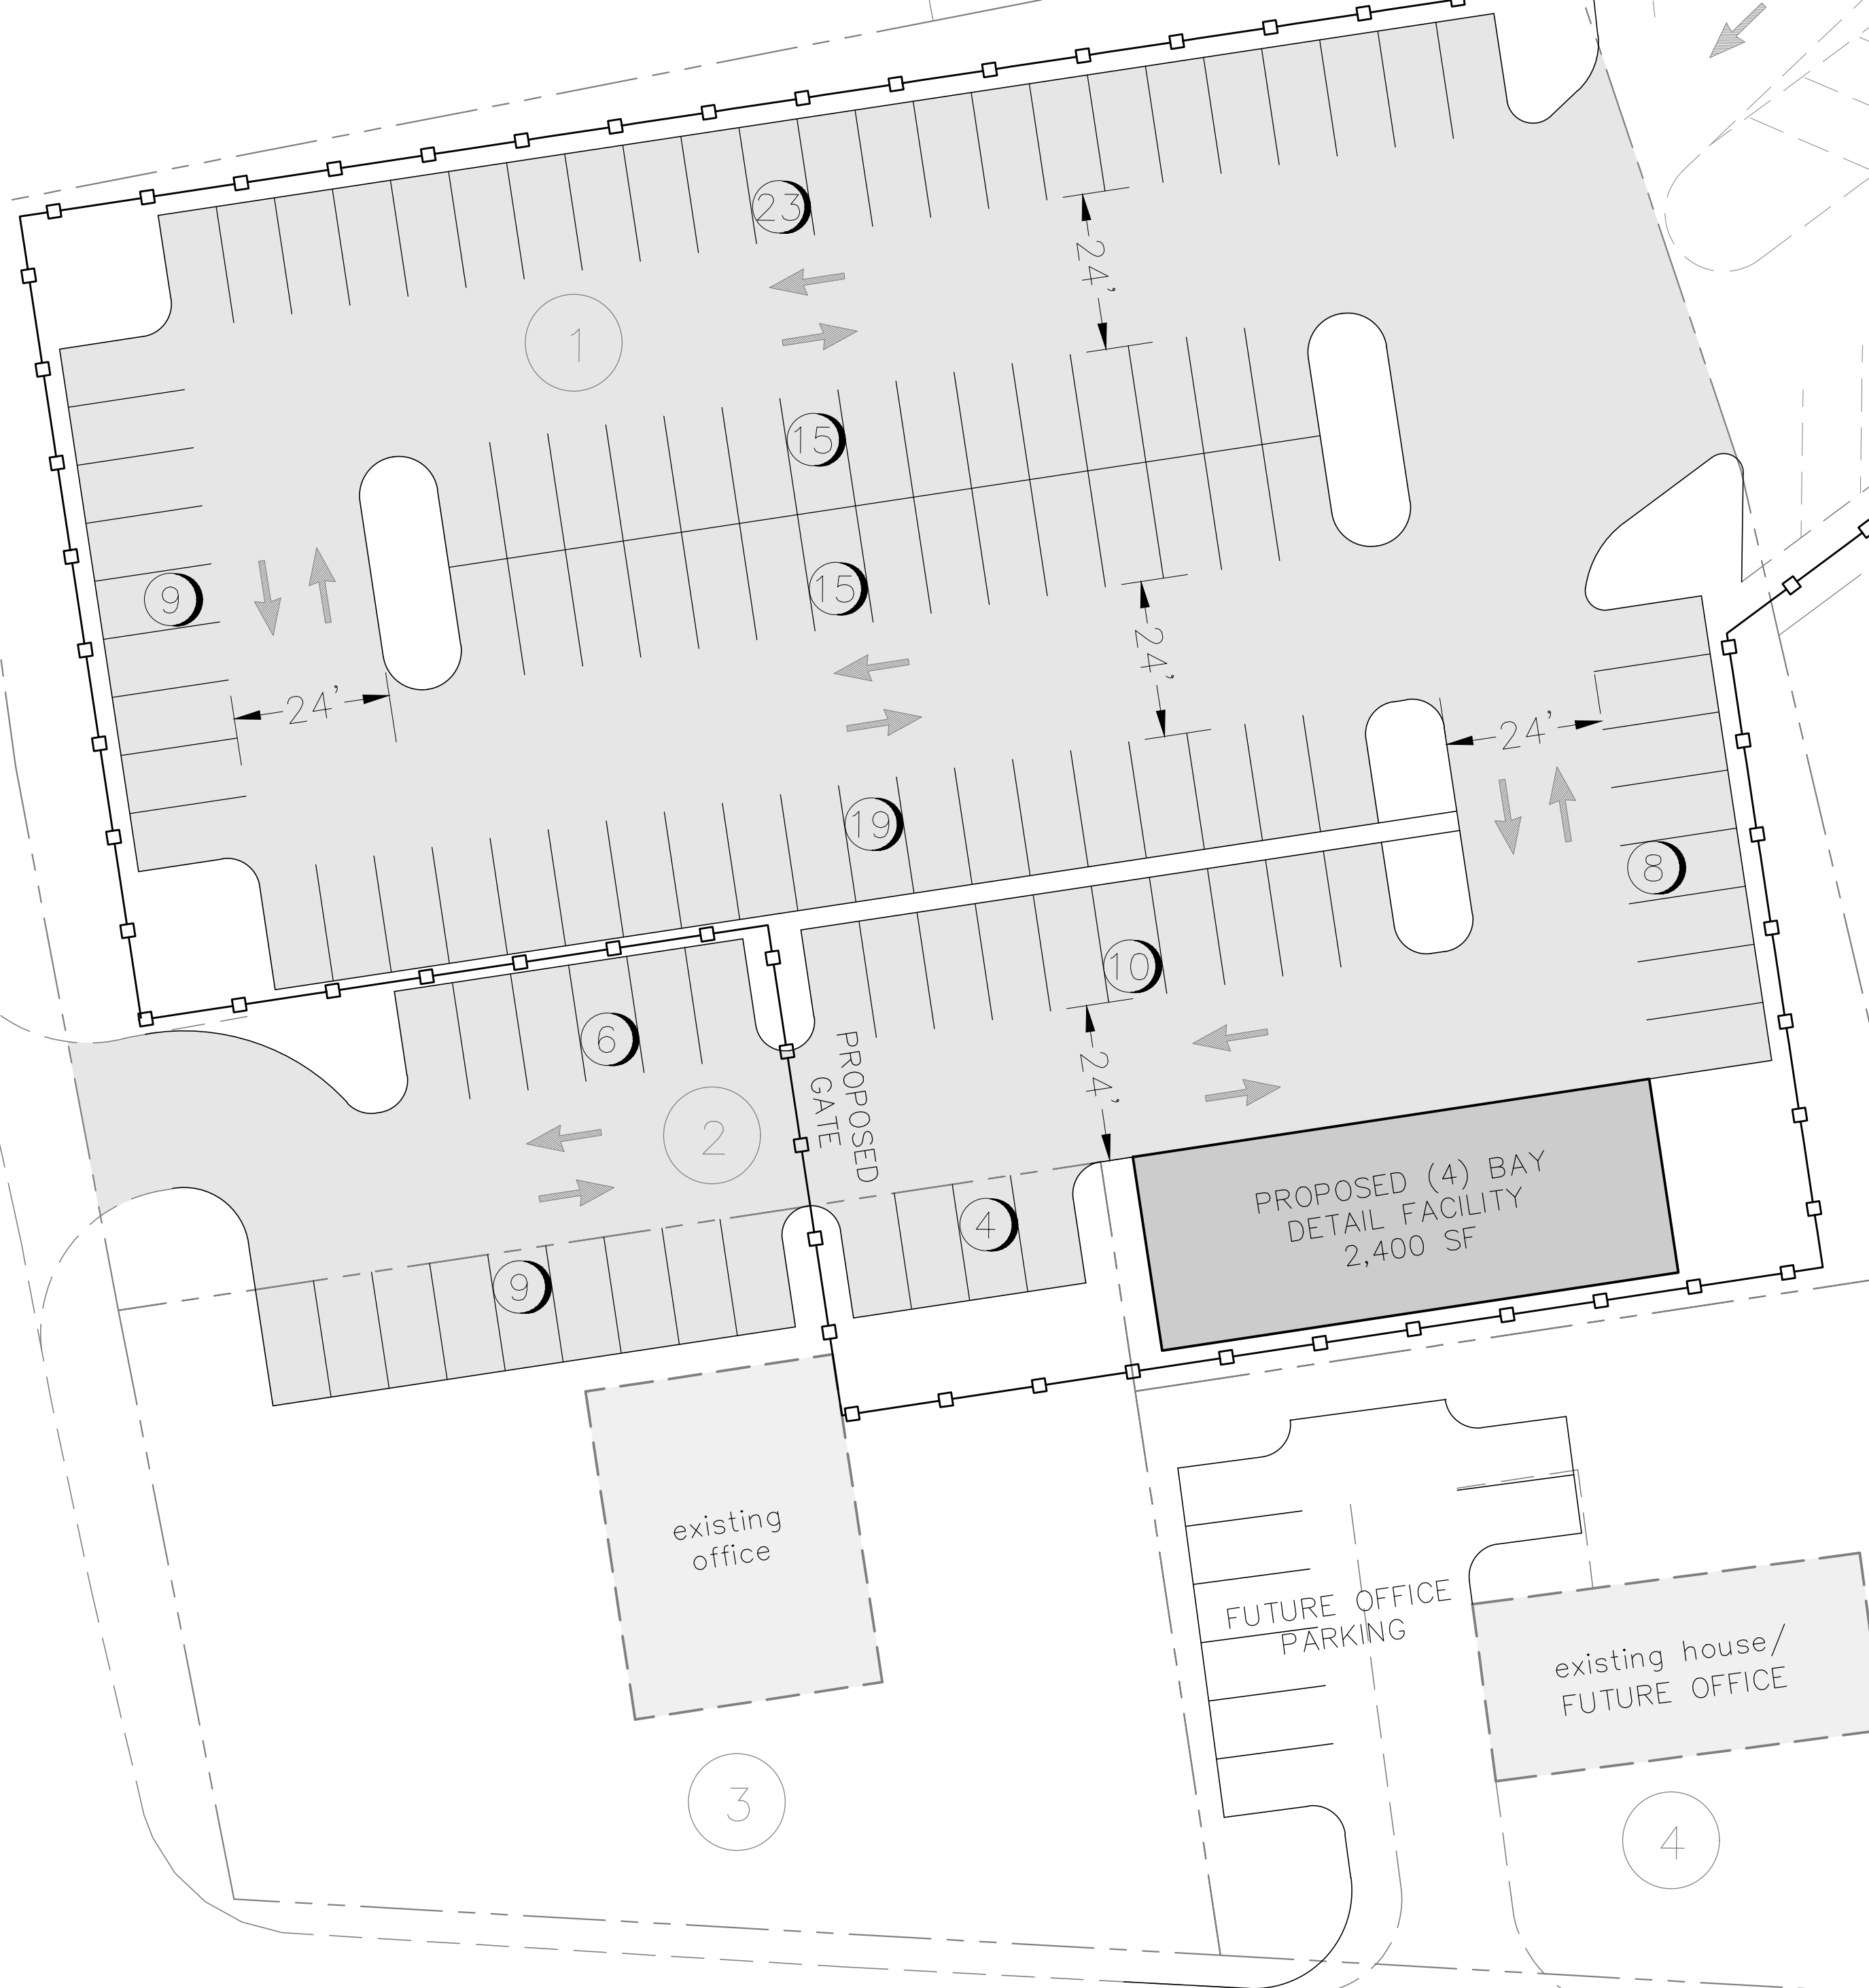 23
24'
1
15
15
9
24'
24'
24'
19
8
10
6
PROPOSED
GATE
24'
2
4
9
PROPOSED (4) BAY
DETAIL FACILITY
2,400 SF
existing
office
FUTURE OFFICE
PARKING
existing house/
FUTURE OFFICE
3
4